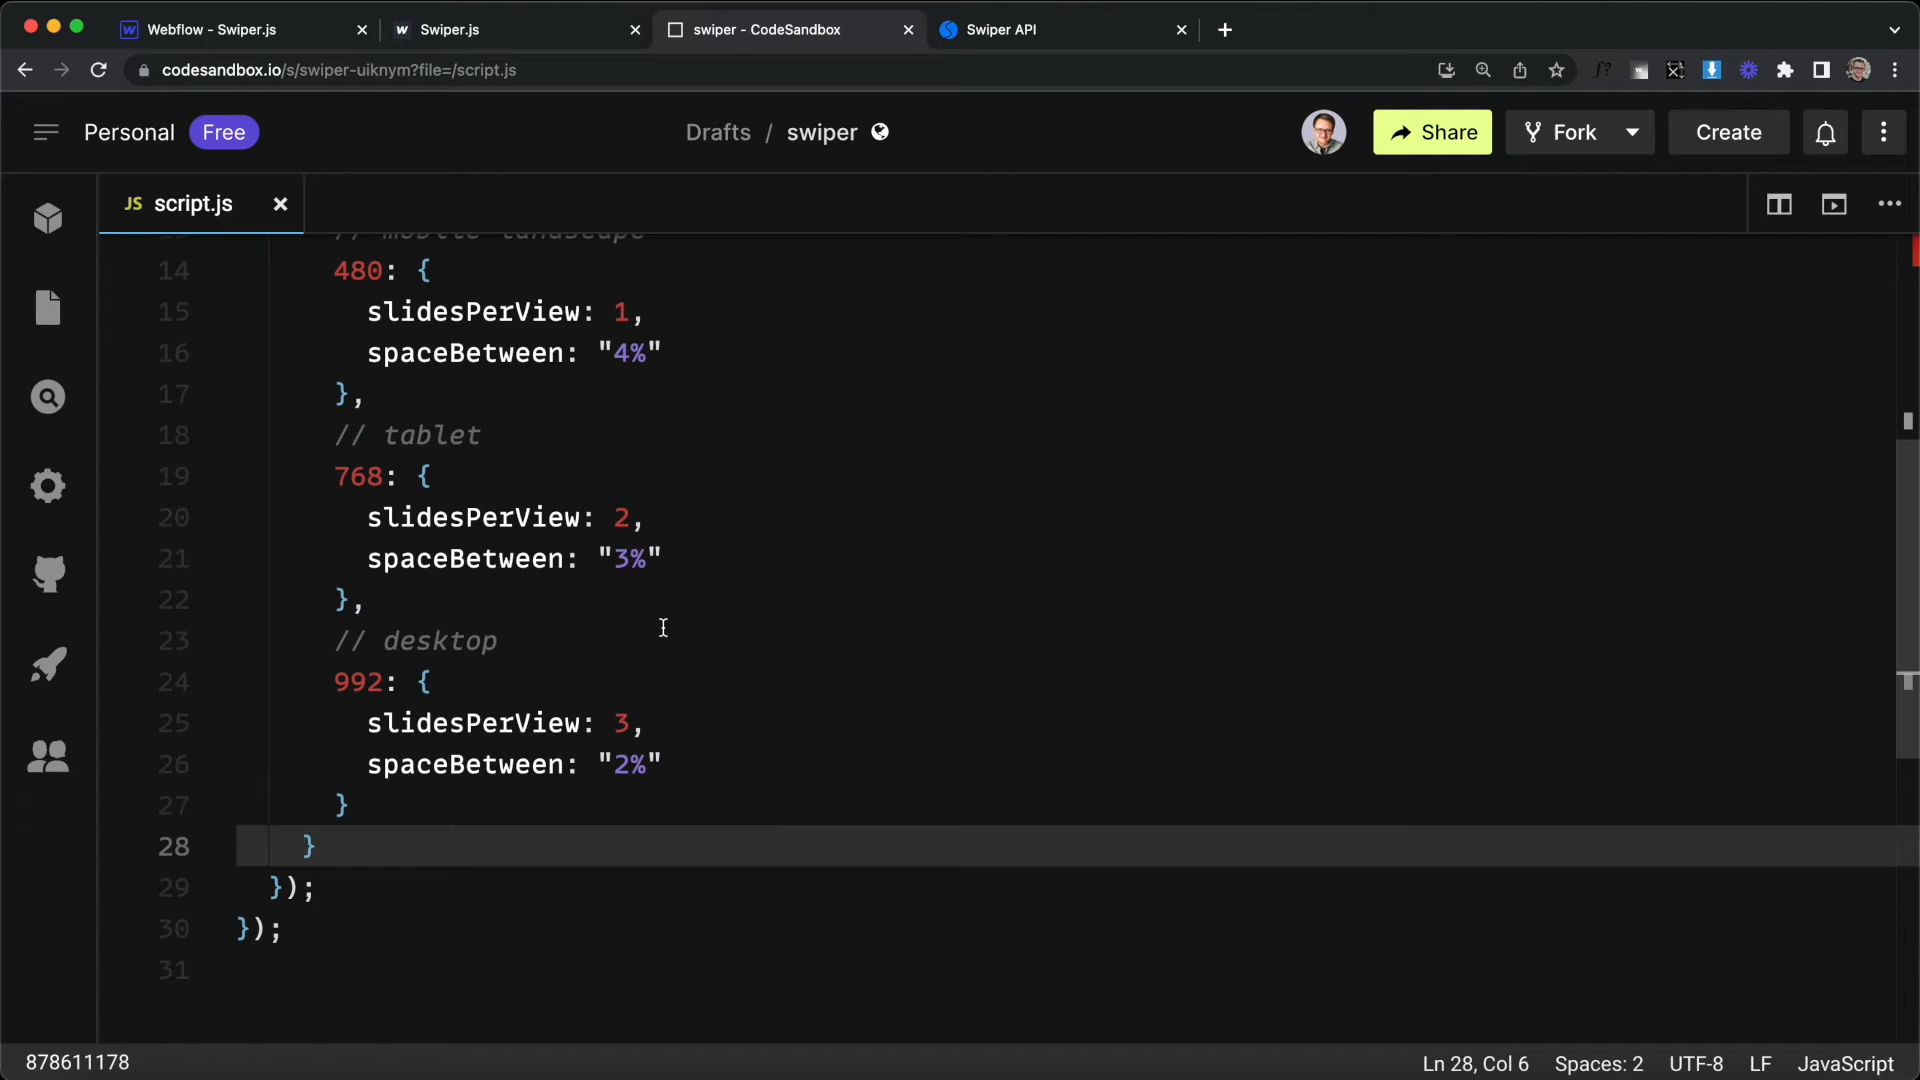 Webflow - Swiper.js
Swiper.js
swiper - CodeSandbox
Swiper API
codesandbox.io/s/swiper-uiknym?file=/script.js
Personal
Free
Drafts / swiper
Share
Fork
Create
JS script.js
// mobile landscape
14 480: {
15 slidesPerView: 1,
16 spaceBetween: "4%"
17 },
18 // tablet
19 768: {
20 slidesPerView: 2,
21 spaceBetween: "3%"
22 },
23 // desktop
24 992: {
25 slidesPerView: 3,
26 spaceBetween: "2%"
27 }
28 }
29 });
30 });
31
878611178
Ln 28, Col 6
Spaces: 2
UTF-8
LF
JavaScript